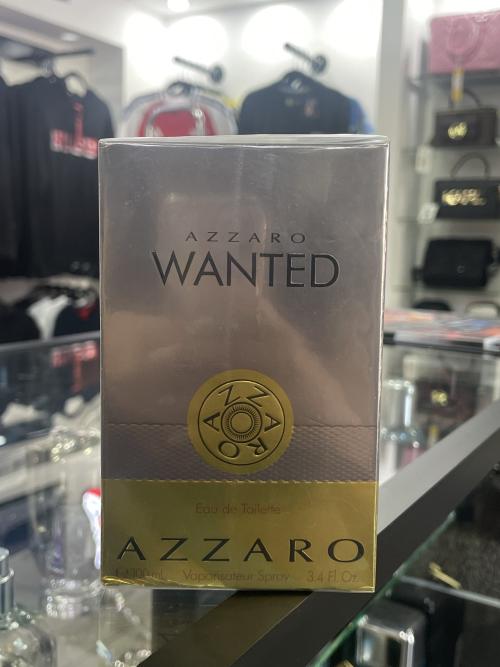 AZZARO
WANTED
AZZARO
Eau de Toilette
AZZARO
100 mL Vaporisateur Spray 3.4 Fl. Oz.